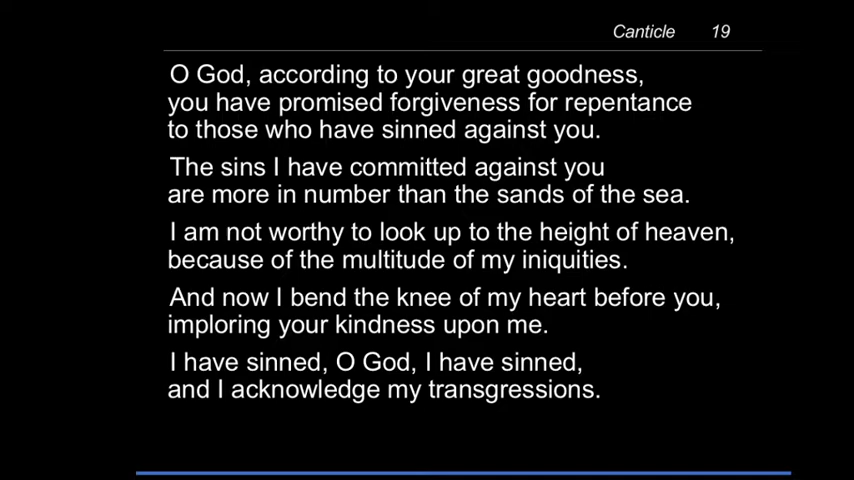 Canticle 19
O God, according to your great goodness,
you have promised forgiveness for repentance
to those who have sinned against you.
The sins I have committed against you
are more in number than the sands of the sea.
I am not worthy to look up to the height of heaven,
because of the multitude of my iniquities.
And now I bend the knee of my heart before you,
imploring your kindness upon me.
I have sinned, O God, I have sinned,
and I acknowledge my transgressions.